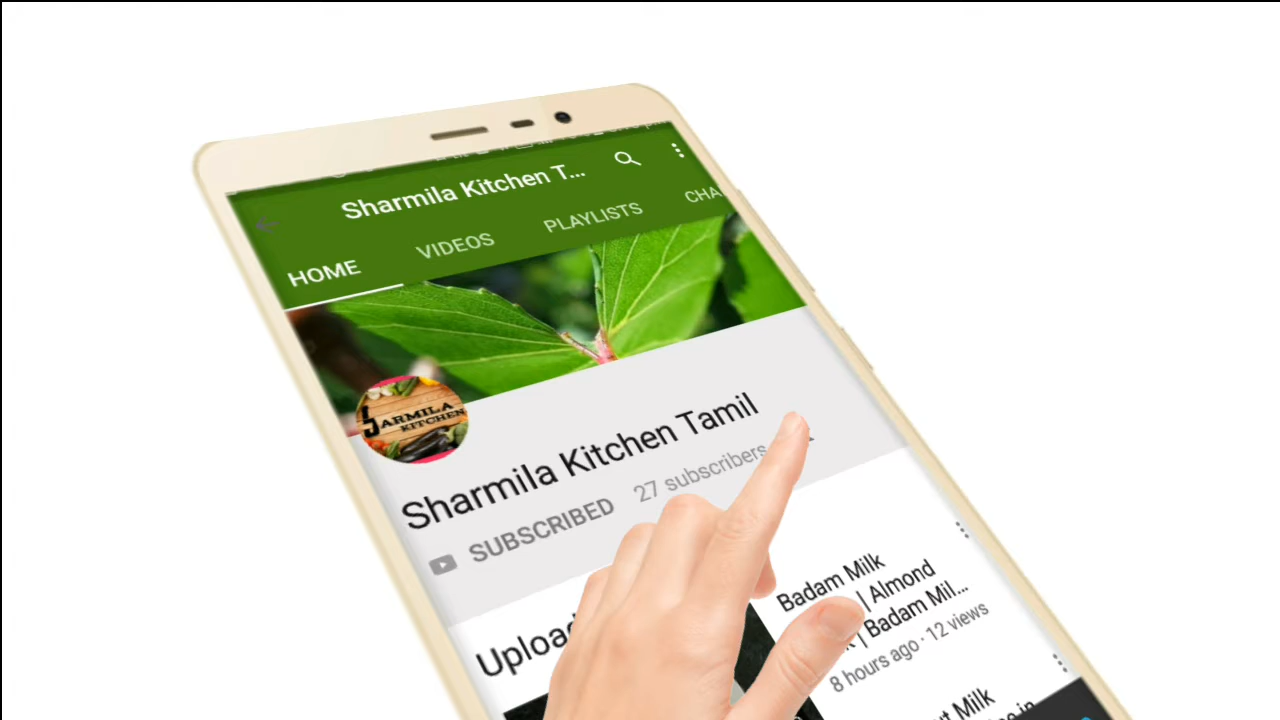 Sharmila Kitchen T...
HOME
VIDEOS
PLAYLISTS
CHA
SARMILA
KITCHEN
Sharmila Kitchen Tamil
SUBSCRIBED
27 subscribers
Uploa
Badam Milk
| Almond
| Badam Mil...
8 hours ago · 12 views
Milk